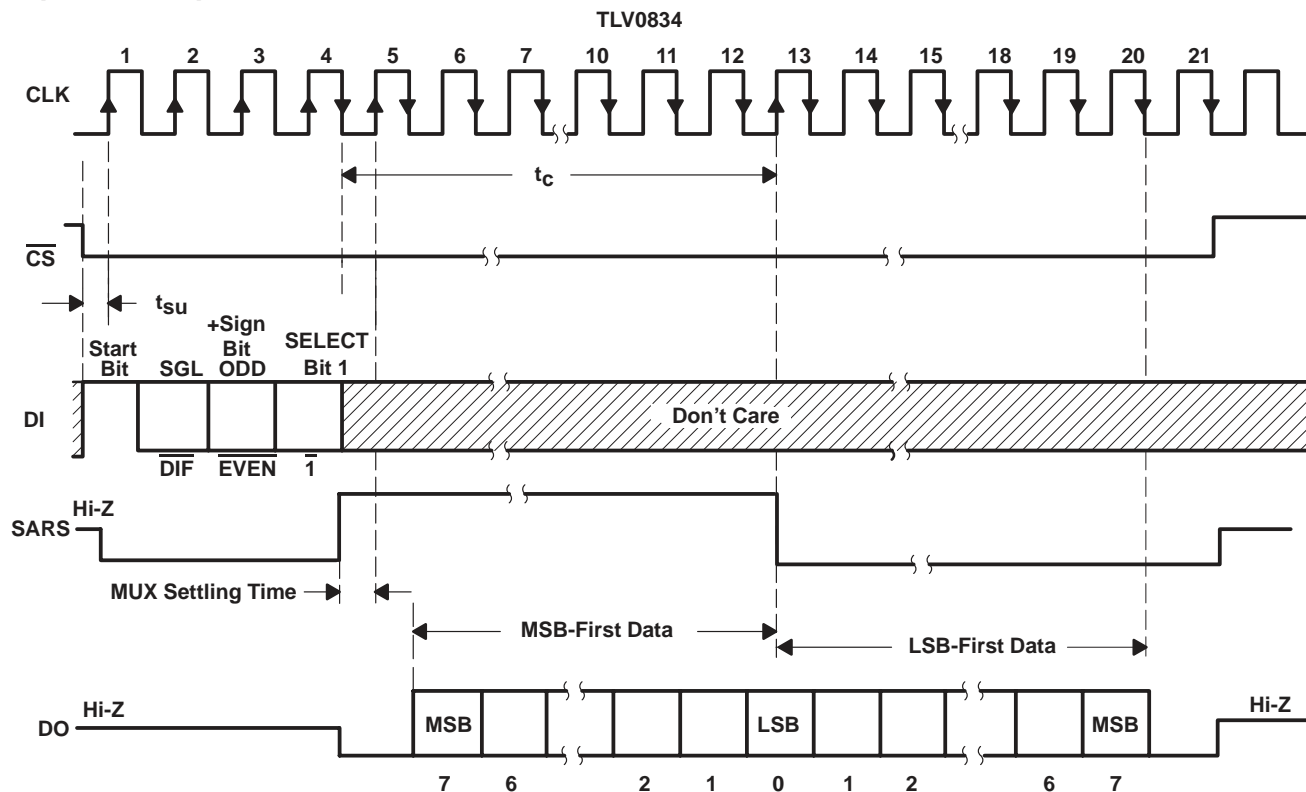 TLV0834
1 2 3 4 5 6 7 10 11 12 13 14 15 18 19 20 21
CLK
tc
CS
tsu
Start
Bit
SGL
+Sign
Bit
ODD
SELECT
Bit 1
DI
Don't Care
DIF EVEN 1
Hi-Z
SARS
MUX Settling Time
MSB-First Data
LSB-First Data
Hi-Z
Hi-Z
DO
MSB LSB MSB
7 6 2 1 0 1 2 6 7